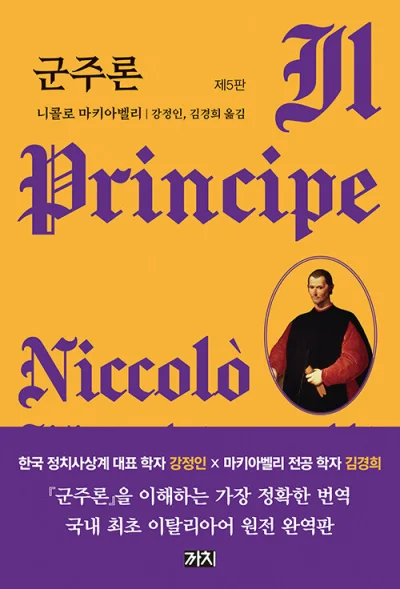 군주론
제5판
Il
니콜로 마키아벨리 | 강정인, 김경희 옮김
Principe
Niccolò
한국 정치사상계 대표 학자 강정인 × 마키아벨리 전공 학자 김경희
『군주론』을 이해하는 가장 정확한 번역
국내 최초 이탈리아어 원전 완역판
까치